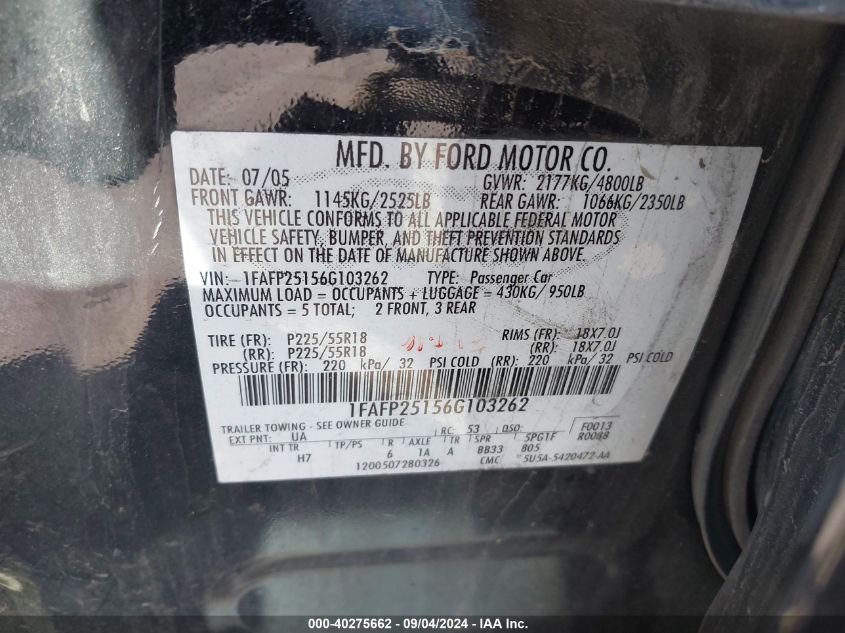 MFD. BY FORD MOTOR CO.
DATE: 07/05 GVWR: 2177KG/4800LB
FRONT GAWR: 1145KG/2525LB REAR GAWR: 1066KG/2350LB
THIS VEHICLE CONFORMS TO ALL APPLICABLE FEDERAL MOTOR
VEHICLE SAFETY, BUMPER, AND THEFT PREVENTION STANDARDS
IN EFFECT ON THE DATE OF MANUFACTURE SHOWN ABOVE.
VIN: 1FAFP25156G103262 TYPE: Passenger Car
MAXIMUM LOAD = OCCUPANTS + LUGGAGE = 430KG/ 950LB
OCCUPANTS = 5 TOTAL; 2 FRONT, 3 REAR
TIRE (FR): P225/55R18 RIMS (FR): 18X7.0J
(RR): P225/55R18 (RR): 18X7.0J
PRESSURE (FR): 220 kPa/ 32 PSI COLD (RR): 220 kPa/ 32 PSI COLD
1FAFP25156G103262
TRAILER TOWING - SEE OWNER GUIDE RC: 53 DSO: F0013
EXT PNT: UA R0098
INT TR TP/PS R AXLE TR SPR 5PGTF
H7 6 1A A BB33 805
1200507280326 CMC 5U5A-5420472-AA
000-40275662 - 09/04/2024 - IAAI.com